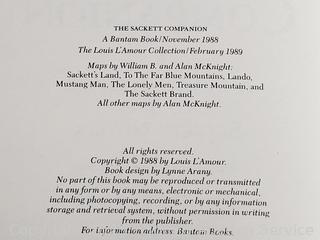 THE SACKETT COMPANION
A Bantam Book/November 1988
The Louis L'Amour Collection/February 1989
Maps by William B. and Alan McKnight:
Sackett's Land, To The Far Blue Mountains, Lando,
Mustang Man, The Lonely Men, Treasure Mountain, and
The Sackett Brand.
All other maps by Alan McKnight.
All rights reserved.
Copyright © 1988 by Louis L'Amour.
Book design by Lynne Arany.
No part of this book may be reproduced or transmitted
in any form or by any means, electronic or mechanical,
including photocopying, recording, or by any information
storage and retrieval system, without permission in writing
from the publisher.
For information address: Bantam Books.